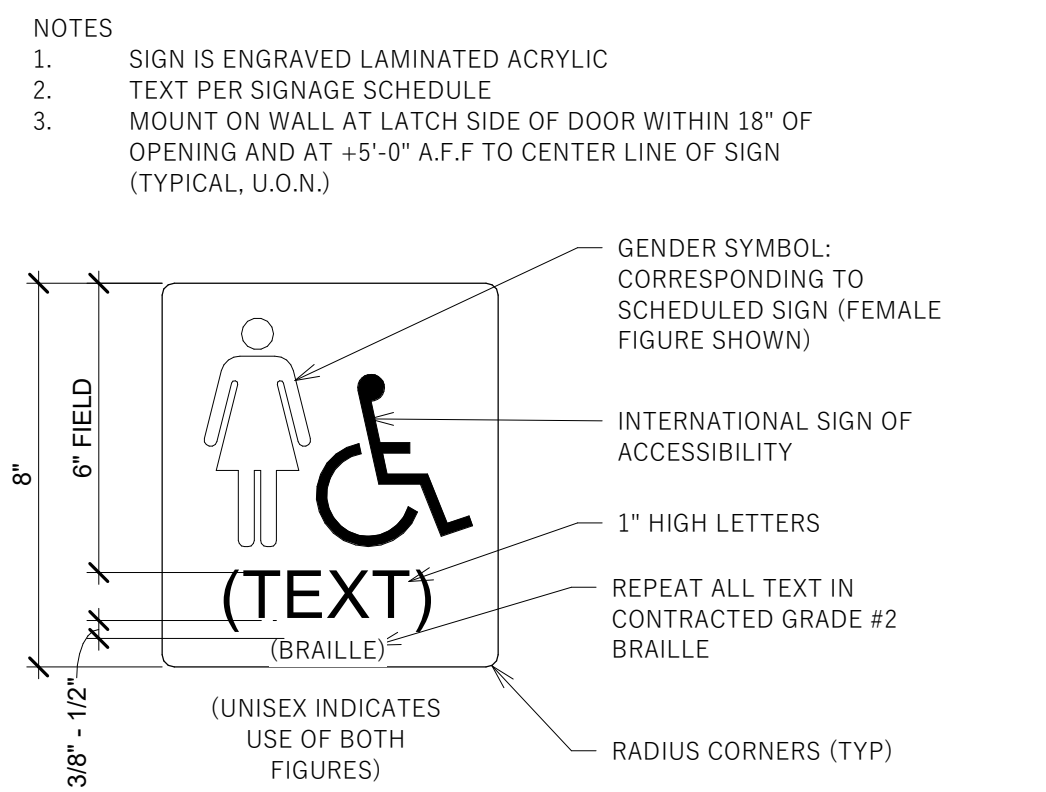 NOTES
1. SIGN IS ENGRAVED LAMINATED ACRYLIC
2. TEXT PER SIGNAGE SCHEDULE
3. MOUNT ON WALL AT LATCH SIDE OF DOOR WITHIN 18" OF
OPENING AND AT +5'-0" A.F.F TO CENTER LINE OF SIGN
(TYPICAL, U.O.N.)
GENDER SYMBOL:
CORRESPONDING TO
SCHEDULED SIGN (FEMALE
FIGURE SHOWN)
8"
6" FIELD
INTERNATIONAL SIGN OF
ACCESSIBILITY
1" HIGH LETTERS
(TEXT)
REPEAT ALL TEXT IN
CONTRACTED GRADE #2
BRAILLE
(BRAILLE)
3/8" - 1/2"
(UNISEX INDICATES
USE OF BOTH
FIGURES)
RADIUS CORNERS (TYP)